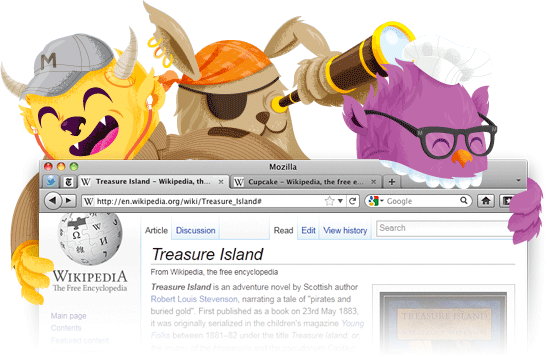 M
Mozilla
Treasure Island – Wikipedia, th...
Cupcake – Wikipedia, the free e...
http://en.wikipedia.org/wiki/Treasure_Island#
Google
WIKIPEDIA
The Free Encyclopedia
Main page
Contents
Featured content
Article
Discussion
Read
Edit
View history
Search
Treasure Island
From Wikipedia, the free encyclopedia
Treasure Island is an adventure novel by Scottish author
Robert Louis Stevenson, narrating a tale of "pirates and
buried gold". First published as a book on 23rd May 1883,
it was originally serialized in the children's magazine Young
Folks between 1881–82 under the title Treasure Island; or,
TREASURE ISLAND